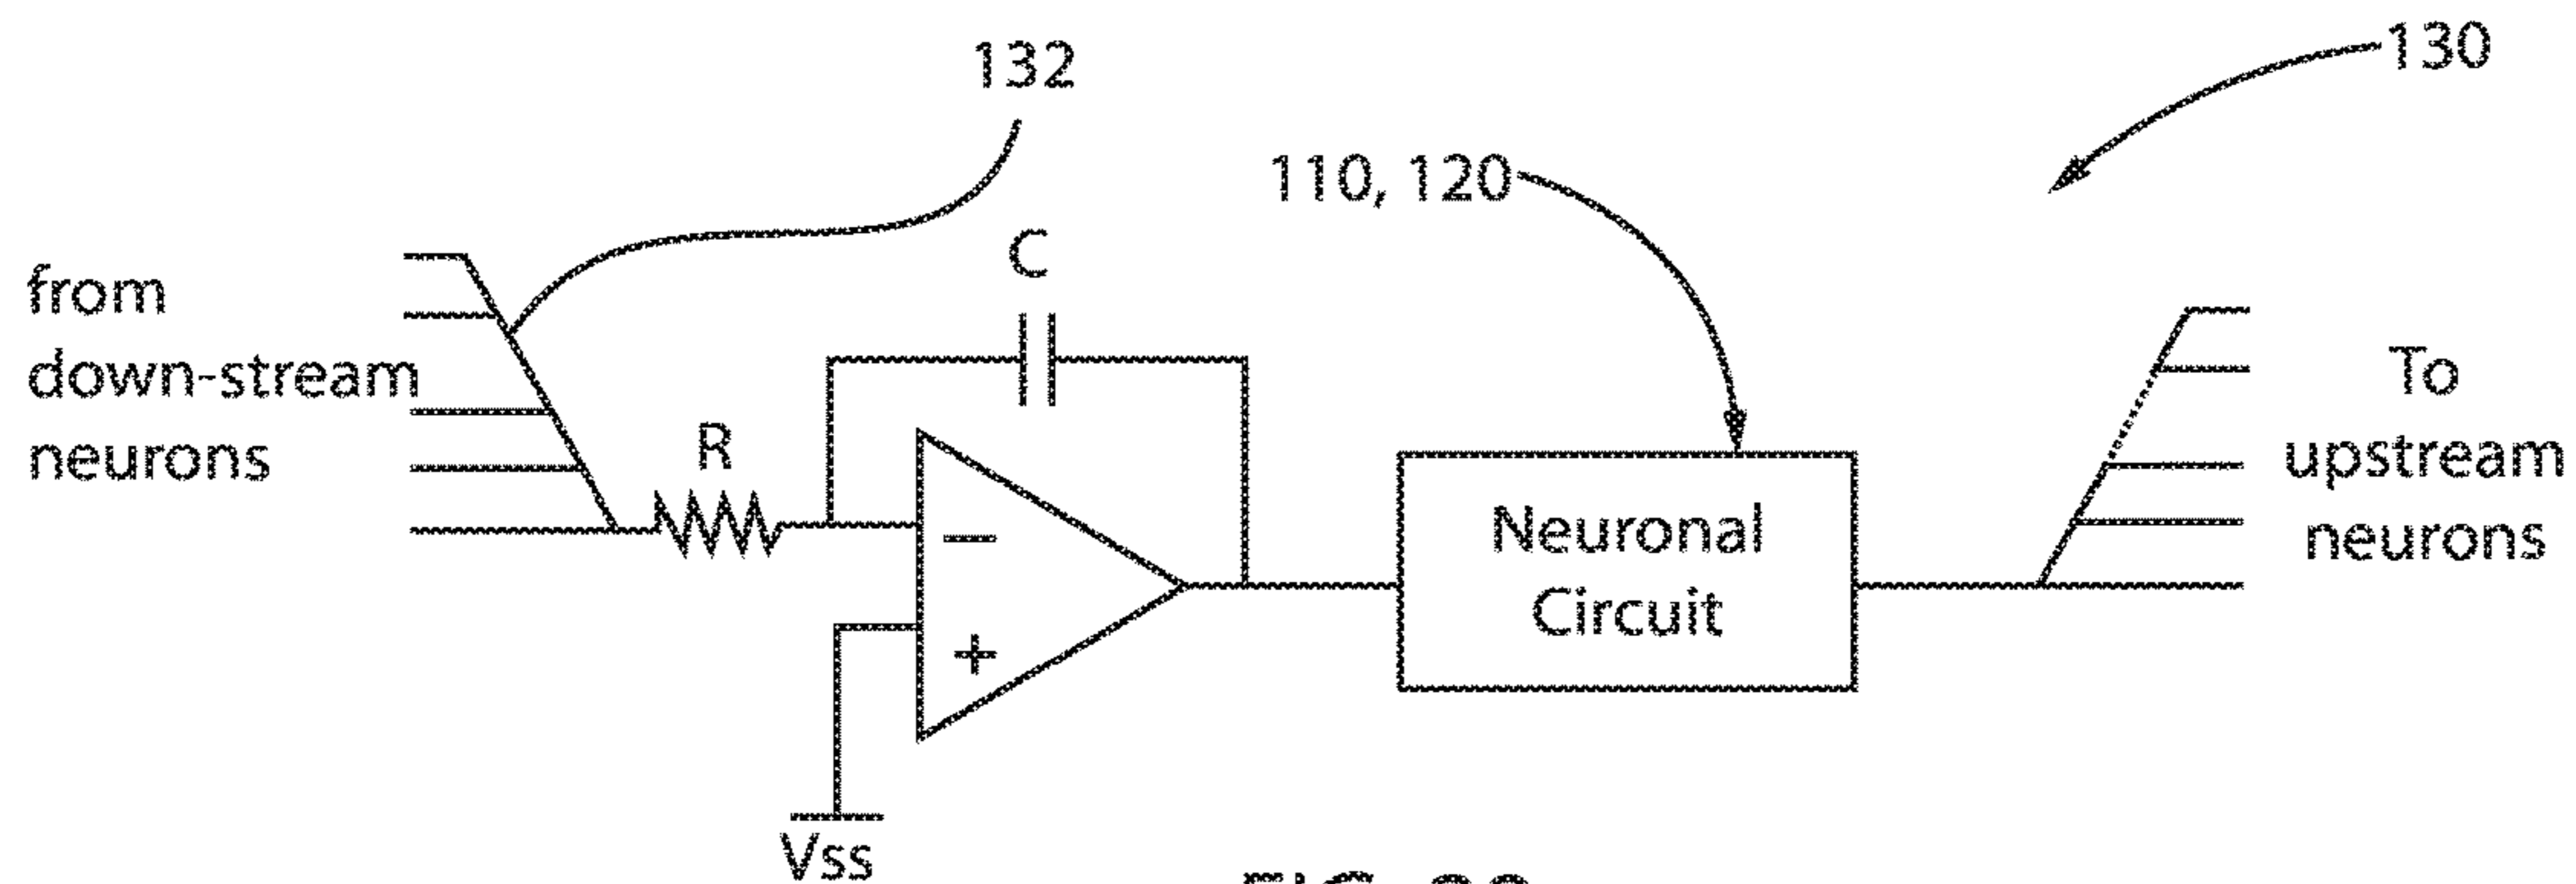 132
130
110, 120
C
from
down-stream
neurons
To
upstream
neurons
R
−
+
Neuronal
Circuit
Vss